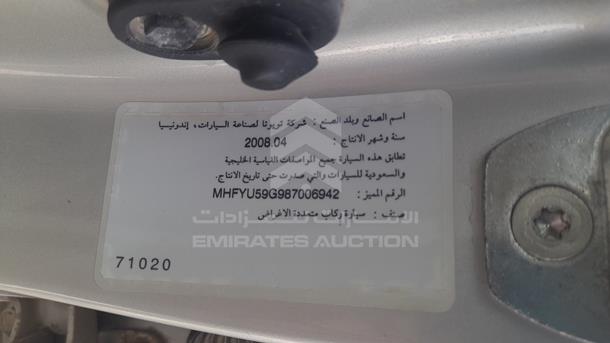 اسم الصانع وبلد الصنع : شركة تويوتا لصناعة السيارات، إندونيسيا
سنة وشهر الانتاج : 2008.04
تطابق هذه السيارة جميع المواصفات القياسية الخليجية
والسعودية للسيارات والتي صدرت حتى تاريخ الانتاج.
الرقم المميز: MHFYU59G987006942
صنف : سيارة ركاب متعددة الاغراض
الإمارات للمزادات
EMIRATES AUCTION
71020